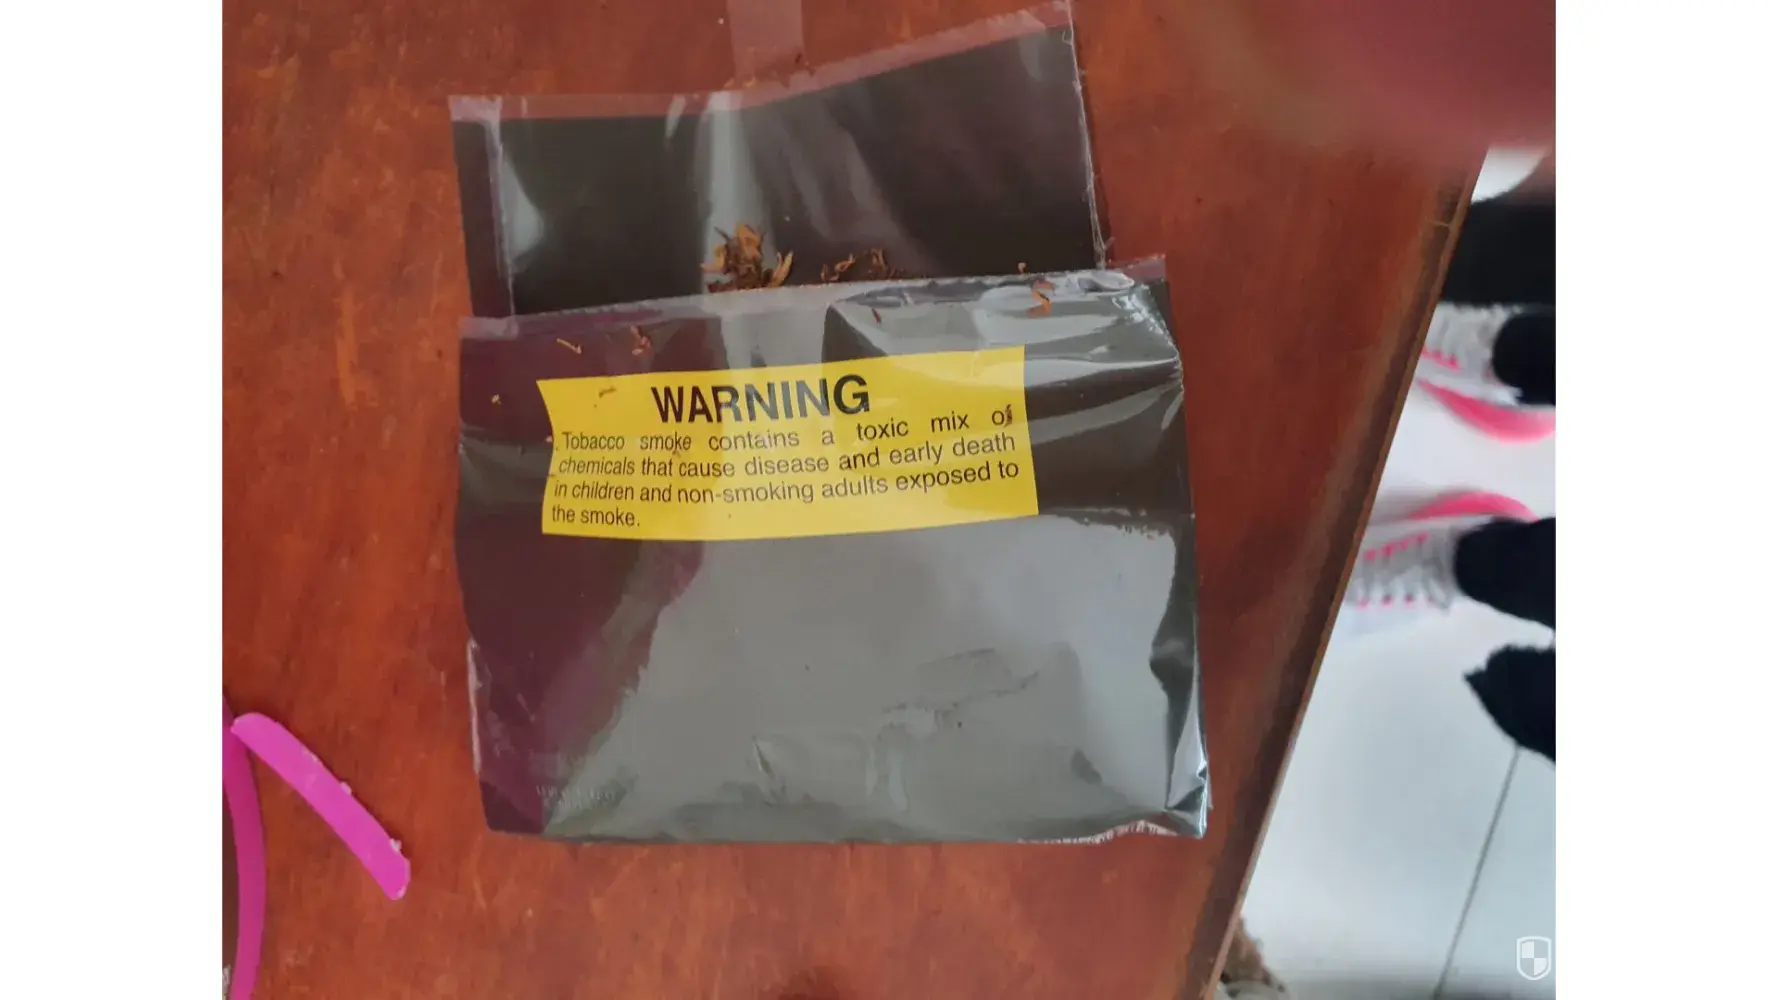 WARNING
Tobacco smoke contains a toxic mix of
chemicals that cause disease and early death
in children and non-smoking adults exposed to
the smoke.